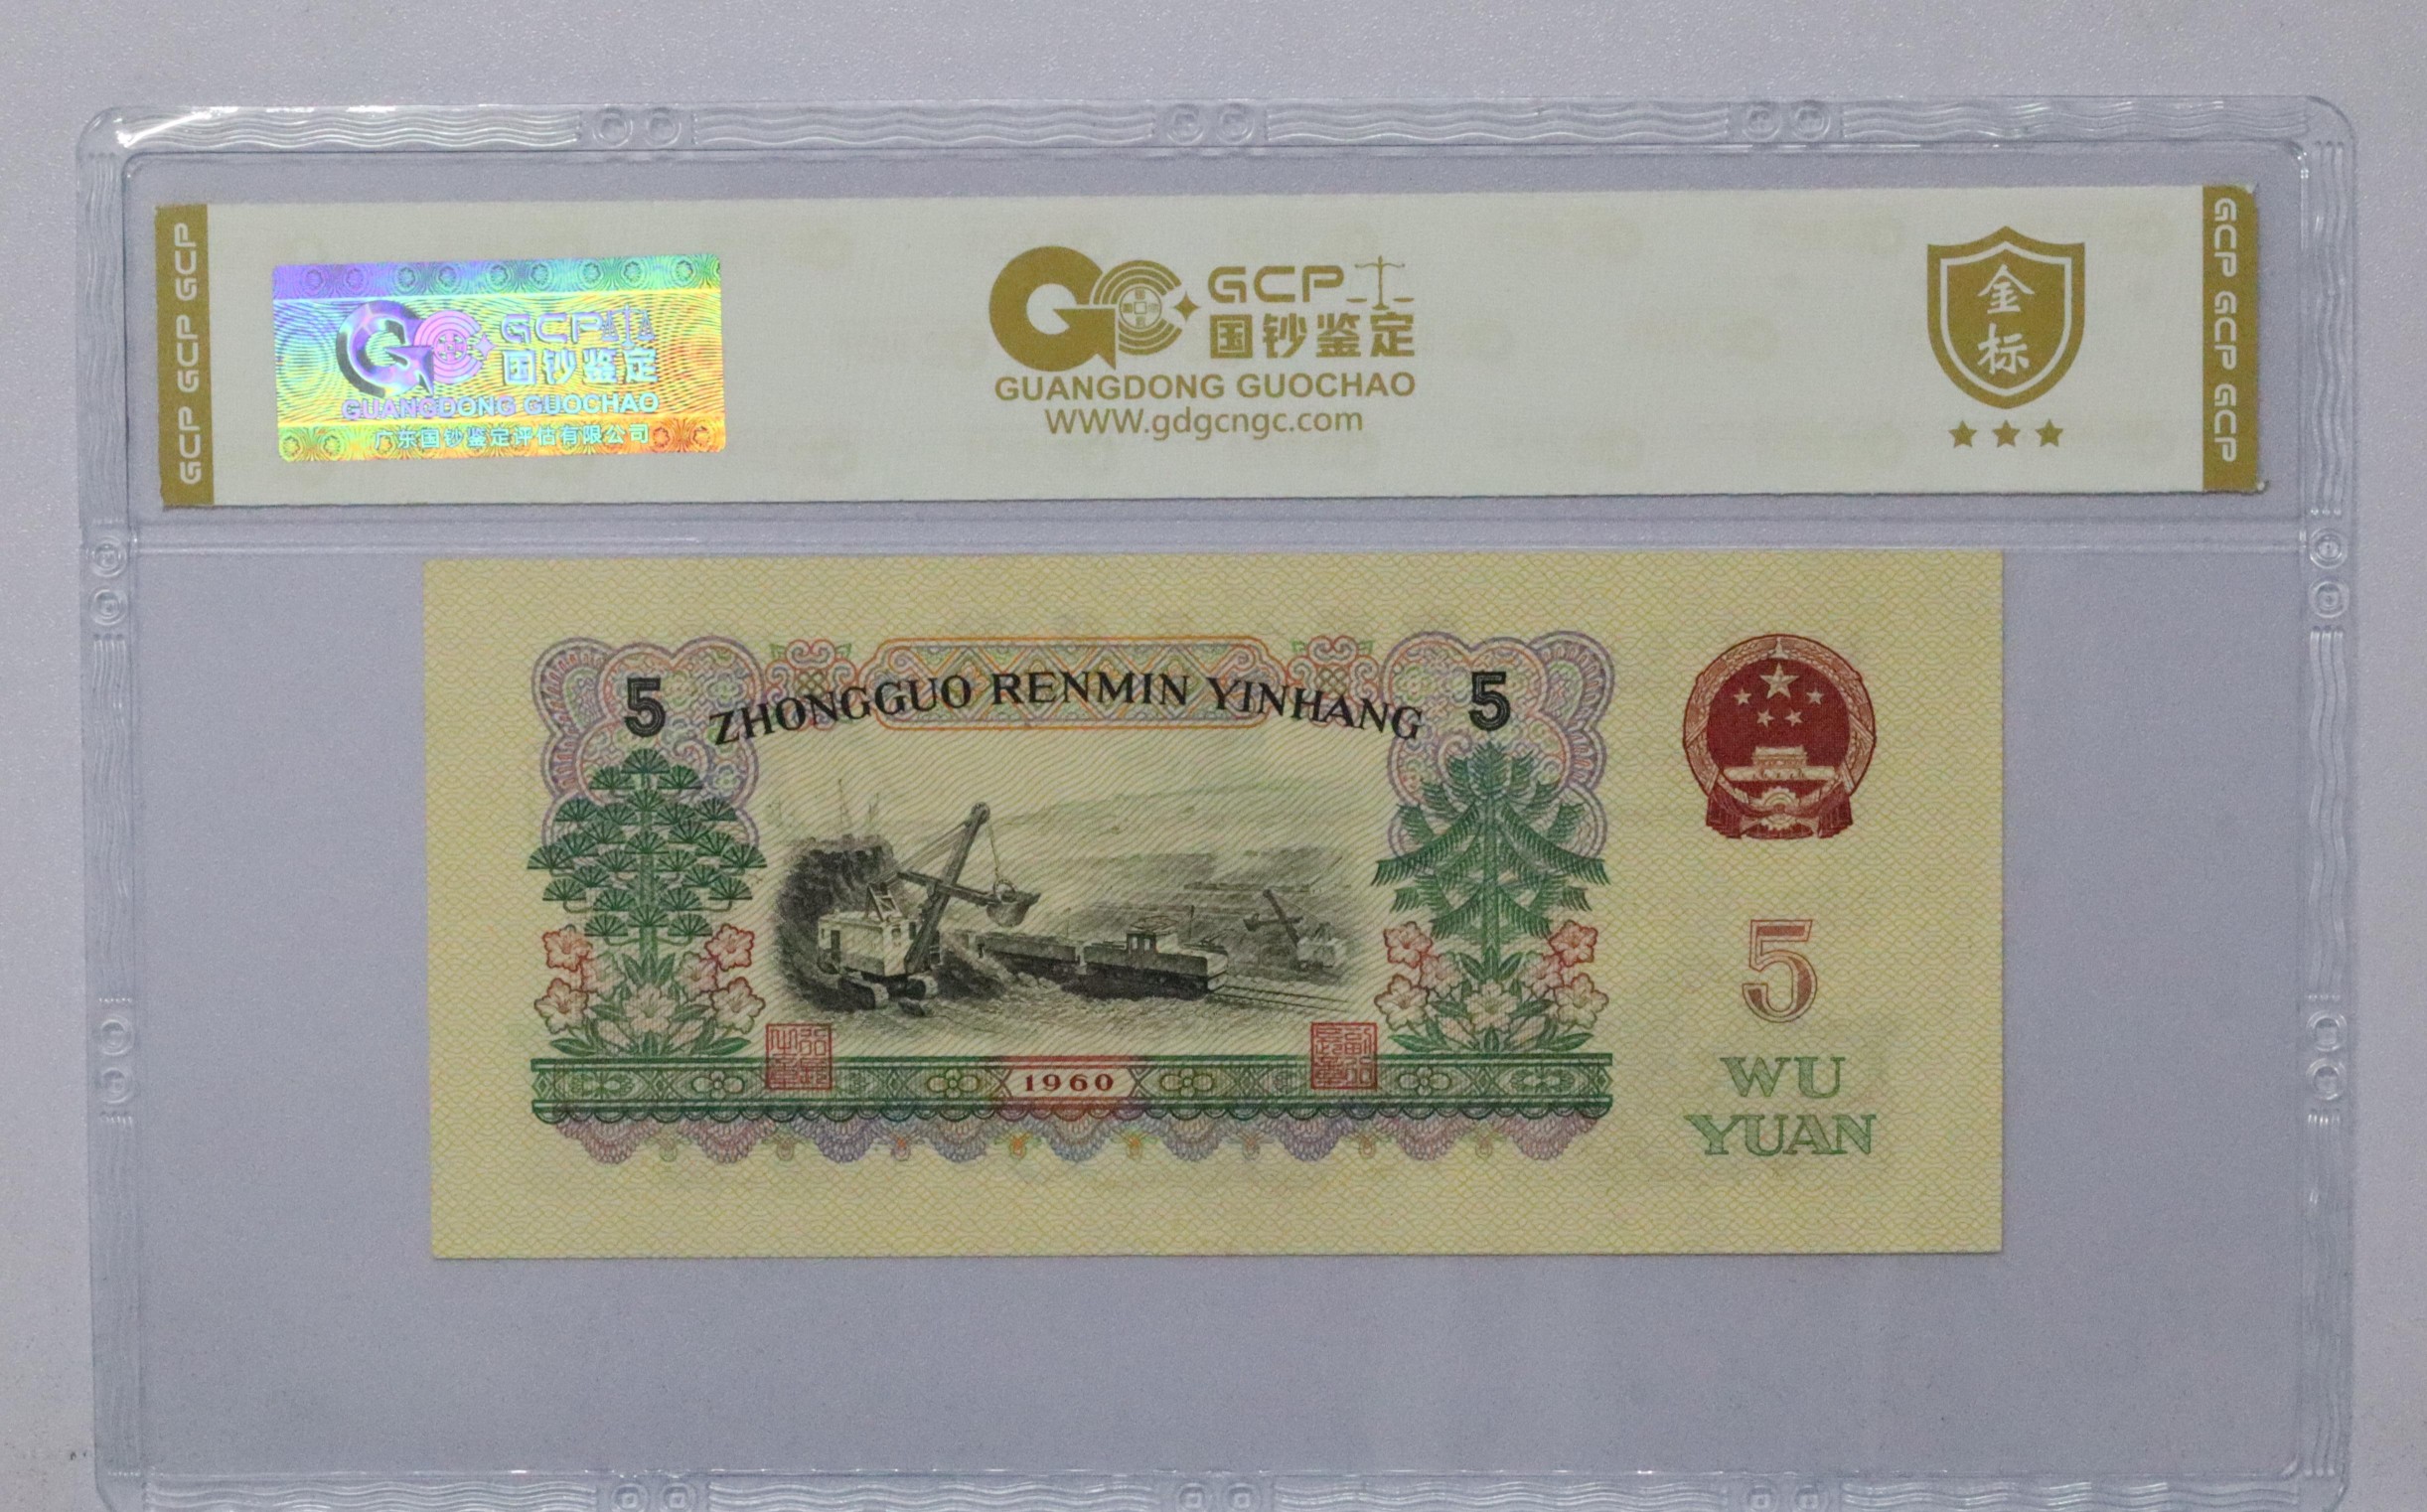 GCP GCP GCP
GCP
国钞鉴定
GUANGDONG GUOCHAO
广东国钞鉴定评估有限公司
GCP
国钞鉴定
GUANGDONG GUOCHAO
WWW.gdgcngc.com
金
标
GCP GCP GCP
5
ZHONGGUO RENMIN YINHANG
5
1960
5
WU
YUAN